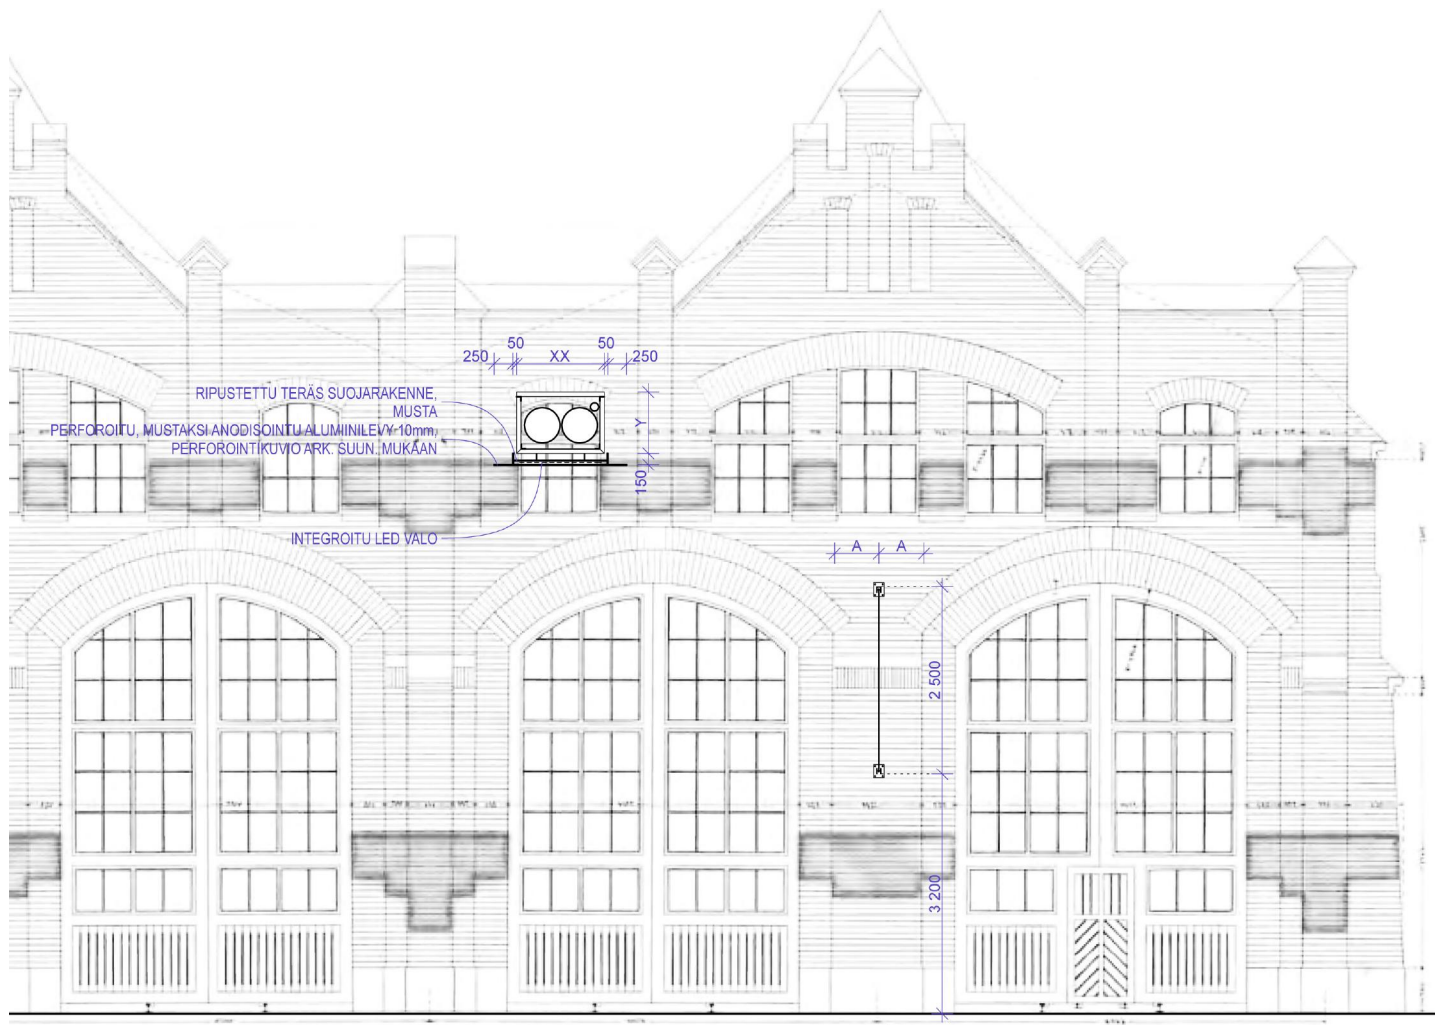 50 50
250 XX 250
RIPUSTETTU TERÄS SUOJARAKENNE,
MUSTA
PERFOROITU, MUSTAKSI ANODISOINTU ALUMIINILEVY 10mm,
PERFOROINTIKUVIO ARK. SUUN. MUKAAN
Y
150
INTEGROITU LED VALO
A A
2 500
3 200